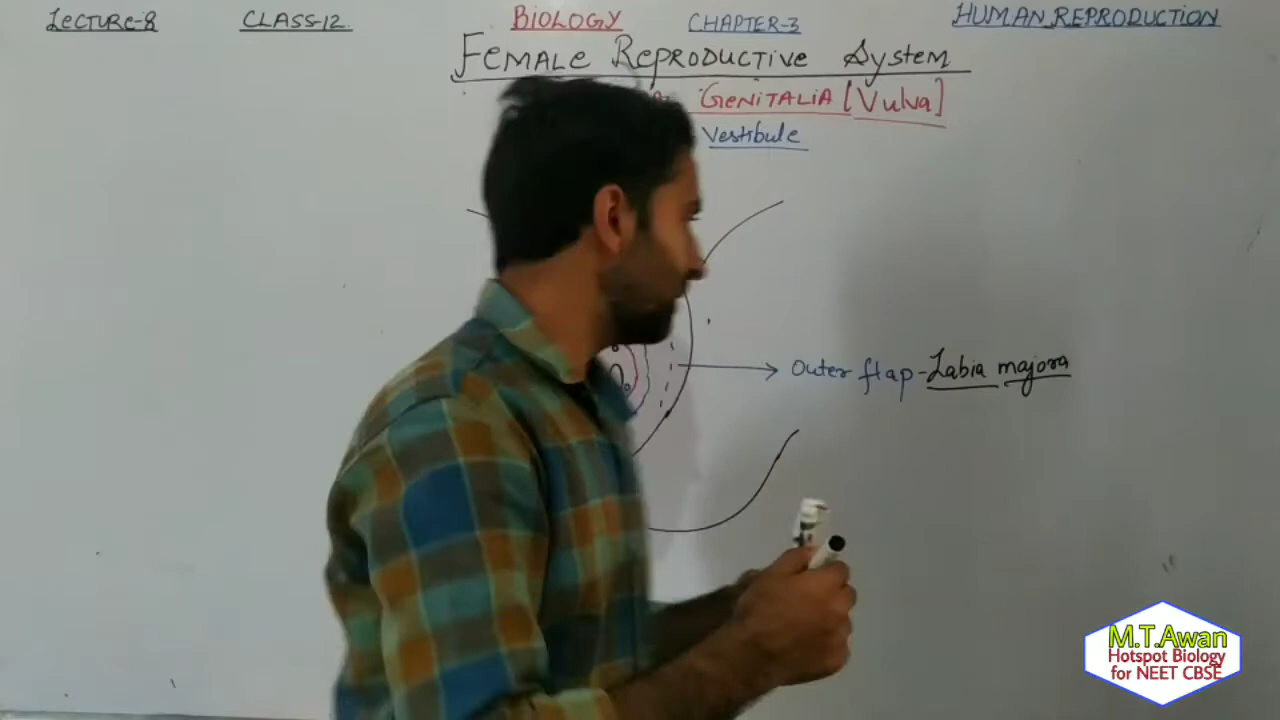 LECTURE-8 CLASS-12 BIOLOGY CHAPTER-3 HUMAN REPRODUCTION
FEMALE REPRODUCTIVE SYSTEM
GENITALIA [Vulva]
Vestibule
Outer flap-Labia majora
M.T.Awan
Hotspot Biology
for NEET CBSE